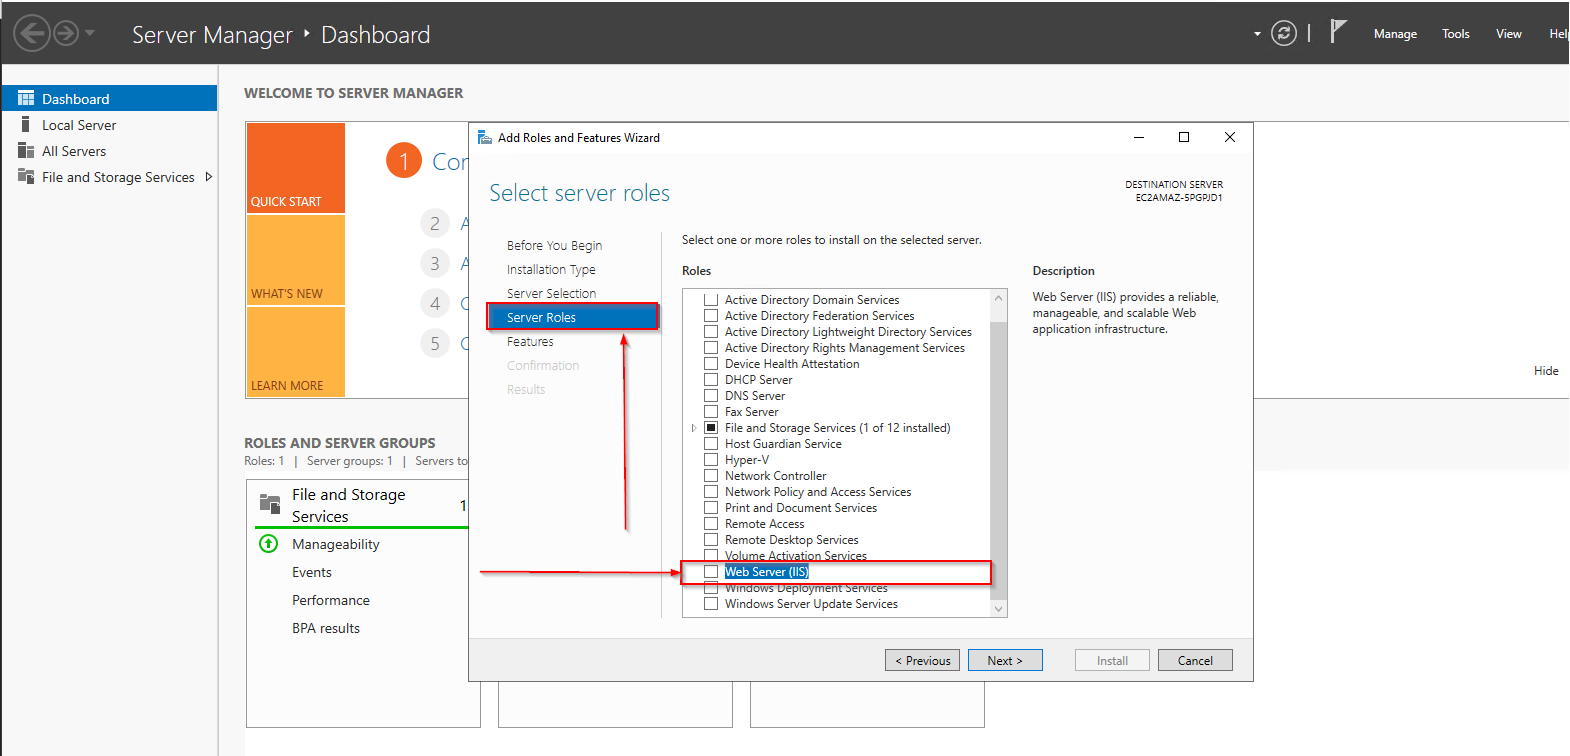 Server Manager ‣ Dashboard
Manage Tools View Hel
Dashboard
Local Server
All Servers
File and Storage Services
WELCOME TO SERVER MANAGER
QUICK START
WHAT'S NEW
LEARN MORE
1 Cor
2 A
3 A
4
5
Hide
ROLES AND SERVER GROUPS
Roles: 1 | Server groups: 1 | Servers to
File and Storage
Services
1
Manageability
Events
Performance
BPA results
Add Roles and Features Wizard
Select server roles
DESTINATION SERVER
EC2AMAZ-5PGPJD1
Before You Begin
Installation Type
Server Selection
Server Roles
Features
Confirmation
Results
Select one or more roles to install on the selected server.
Roles
Active Directory Domain Services
Active Directory Federation Services
Active Directory Lightweight Directory Services
Active Directory Rights Management Services
Device Health Attestation
DHCP Server
DNS Server
Fax Server
File and Storage Services (1 of 12 installed)
Host Guardian Service
Hyper-V
Network Controller
Network Policy and Access Services
Print and Document Services
Remote Access
Remote Desktop Services
Volume Activation Services
Web Server (IIS)
Windows Deployment Services
Windows Server Update Services
Description
Web Server (IIS) provides a reliable,
manageable, and scalable Web
application infrastructure.
< Previous
Next >
Install
Cancel